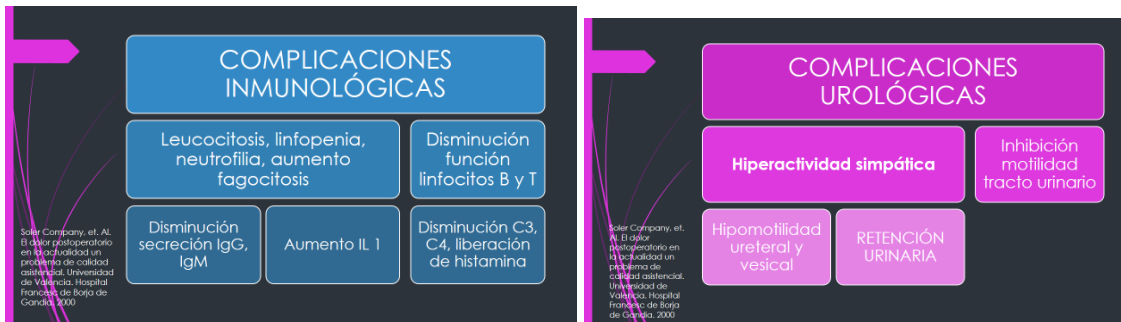 COMPLICACIONES
INMUNOLÓGICAS
Leucocitosis, linfopenia,
neutrofilia, aumento
fagocitosis
Disminución
función
linfocitos B y T
Disminución
secreción IgG,
IgM
Aumento IL 1
Disminución C3,
C4, liberación
de histamina
Soler Company, et. Al.
El dolor postoperatorio
en la actualidad un
problema de calidad
asistencial. Universidad
de Valencia. Hospital
Francesc de Borja de
Gandia. 2000
COMPLICACIONES
UROLÓGICAS
Hiperactividad simpática
Inhibición
motilidad
tracto urinario
Hipomotilidad
ureteral y
vesical
RETENCIÓN
URINARIA
Soler Company, et.
Al. El dolor
postoperatorio en
la actualidad un
problema de
calidad asistencial.
Universidad de
Valencia. Hospital
Francesc de Borja
de Gandia. 2000